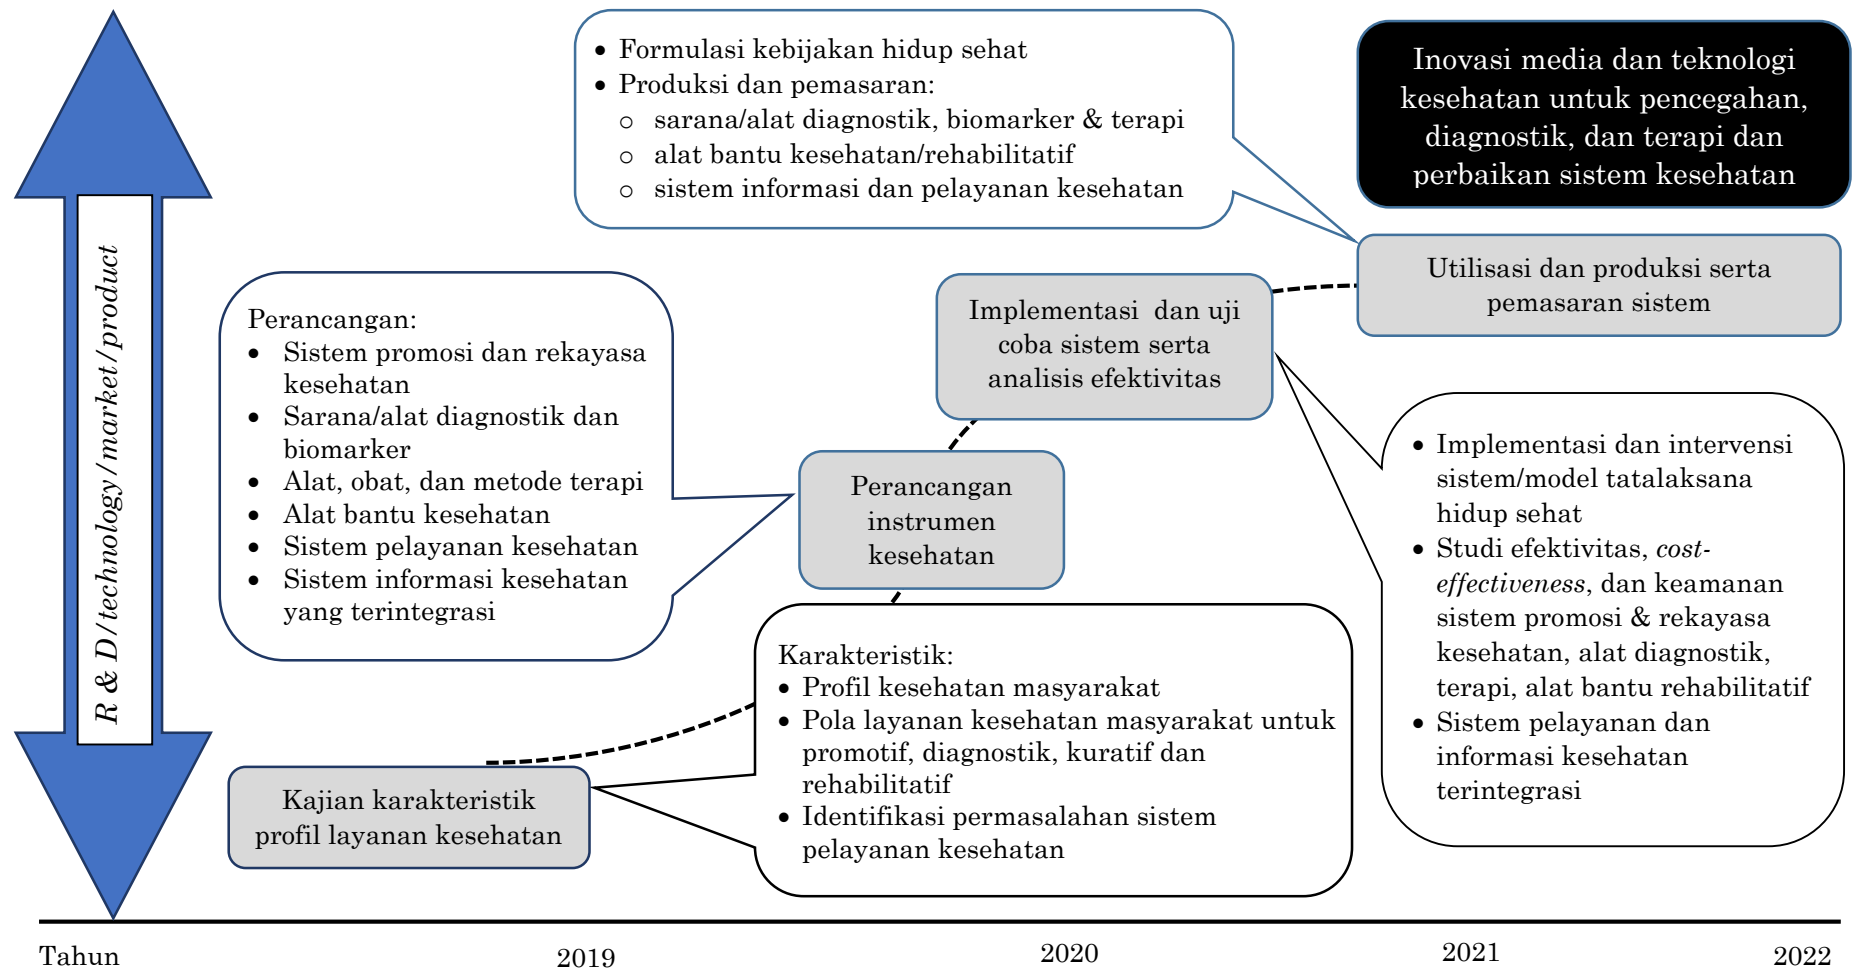 • Formulasi kebijakan hidup sehat
• Produksi dan pemasaran:
o sarana/alat diagnostik, biomarker & terapi
o alat bantu kesehatan/rehabilitatif
o sistem informasi dan pelayanan kesehatan
Inovasi media dan teknologi
kesehatan untuk pencegahan,
diagnostik, dan terapi dan
perbaikan sistem kesehatan
Utilisasi dan produksi serta
pemasaran sistem
R & D/technology/market/product
Perancangan:
• Sistem promosi dan rekayasa
kesehatan
• Sarana/alat diagnostik dan
biomarker
• Alat, obat, dan metode terapi
• Alat bantu kesehatan
• Sistem pelayanan kesehatan
• Sistem informasi kesehatan
yang terintegrasi
Implementasi  dan uji
coba sistem serta
analisis efektivitas
Perancangan
instrumen
kesehatan
• Implementasi dan intervensi
sistem/model tatalaksana
hidup sehat
• Studi efektivitas, cost-
effectiveness, dan keamanan
sistem promosi & rekayasa
kesehatan, alat diagnostik,
terapi, alat bantu rehabilitatif
• Sistem pelayanan dan
informasi kesehatan
terintegrasi
Karakteristik:
• Profil kesehatan masyarakat
• Pola layanan kesehatan masyarakat untuk
promotif, diagnostik, kuratif dan
rehabilitatif
• Identifikasi permasalahan sistem
pelayanan kesehatan
Kajian karakteristik
profil layanan kesehatan
Tahun 2019 2020 2021 2022